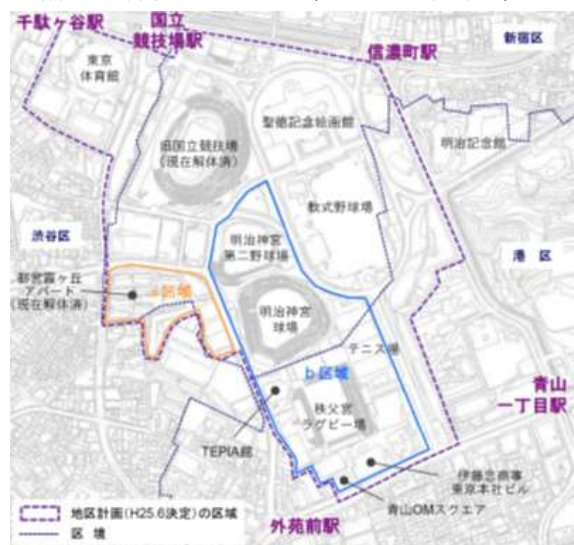 国立
千駄ヶ谷駅
競技場駅
信濃町駅
新宿区
東京
体育館
聖徳記念絵画館
明治記念館
旧国立競技場
(現在解体済)
軟式野球場
渋谷区
明治神宮
第二野球場
港 区
都営霞ヶ丘
アパート
(現在解体済)
a区域
明治神宮
球場
テニス場
b区域
青山
一丁目駅
秩父宮
ラグビー場
TEPIA館
伊藤忠商事
東京本社ビル
青山OMスクエア
外苑前駅
地区計画(H25.6決定)の区域
区 境